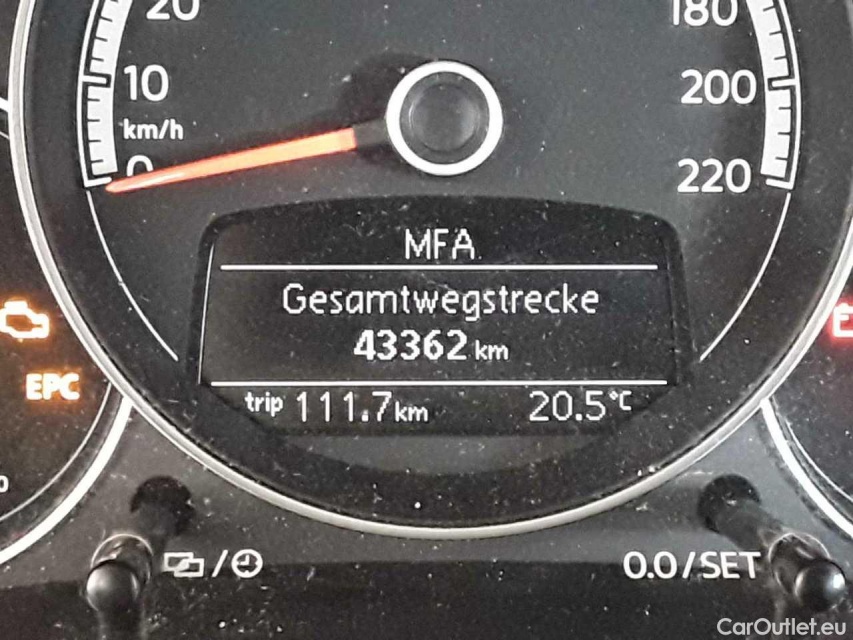 20
180
10
200
km/h
0
220
MFA
Gesamtwegstrecke
43362 km
EPC
trip 111.7 km 20.5°C
0
/
0.0/SET
CarOutlet.eu